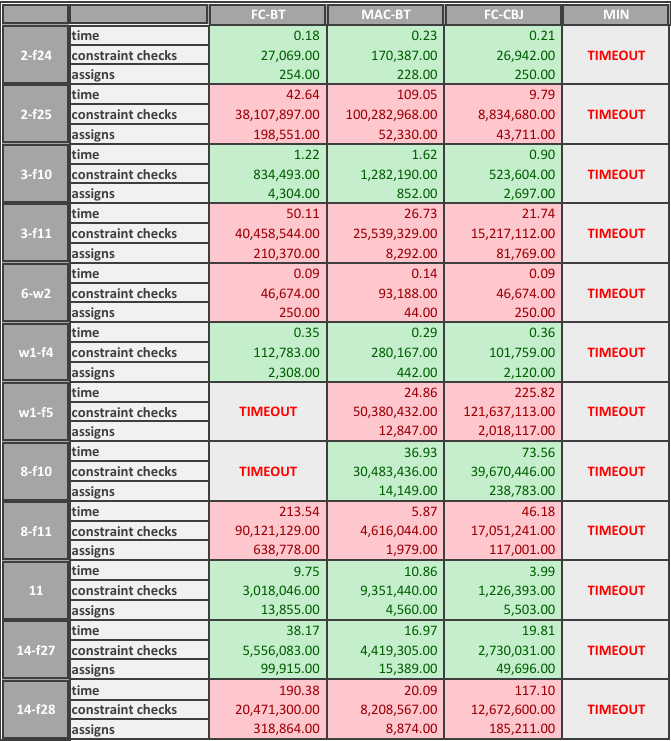 FC-BT MAC-BT FC-CBJ MIN
time 0.18 0.23 0.21
2-f24 constraint checks 27,069.00 170,387.00 26,942.00 TIMEOUT
assigns 254.00 228.00 250.00
time 42.64 109.05 9.79
2-f25 constraint checks 38,107,897.00 100,282,968.00 8,834,680.00 TIMEOUT
assigns 198,551.00 52,330.00 43,711.00
time 1.22 1.62 0.90
3-f10 constraint checks 834,493.00 1,282,190.00 523,604.00 TIMEOUT
assigns 4,304.00 852.00 2,697.00
time 50.11 26.73 21.74
3-f11 constraint checks 40,458,544.00 25,539,329.00 15,217,112.00 TIMEOUT
assigns 210,370.00 8,292.00 81,769.00
time 0.09 0.14 0.09
6-w2 constraint checks 46,674.00 93,188.00 46,674.00 TIMEOUT
assigns 250.00 44.00 250.00
time 0.35 0.29 0.36
w1-f4 constraint checks 112,783.00 280,167.00 101,759.00 TIMEOUT
assigns 2,308.00 442.00 2,120.00
time 24.86 225.82
w1-f5 constraint checks TIMEOUT 50,380,432.00 121,637,113.00 TIMEOUT
assigns 12,847.00 2,018,117.00
time 36.93 73.56
8-f10 constraint checks TIMEOUT 30,483,436.00 39,670,446.00 TIMEOUT
assigns 14,149.00 238,783.00
time 213.54 5.87 46.18
8-f11 constraint checks 90,121,129.00 4,616,044.00 17,051,241.00 TIMEOUT
assigns 638,778.00 1,979.00 117,001.00
time 9.75 10.86 3.99
11 constraint checks 3,018,046.00 9,351,440.00 1,226,393.00 TIMEOUT
assigns 13,855.00 4,560.00 5,503.00
time 38.17 16.97 19.81
14-f27 constraint checks 5,556,083.00 4,419,305.00 2,730,031.00 TIMEOUT
assigns 99,915.00 15,389.00 49,696.00
time 190.38 20.09 117.10
14-f28 constraint checks 20,471,300.00 8,208,567.00 12,672,600.00 TIMEOUT
assigns 318,864.00 8,874.00 185,211.00